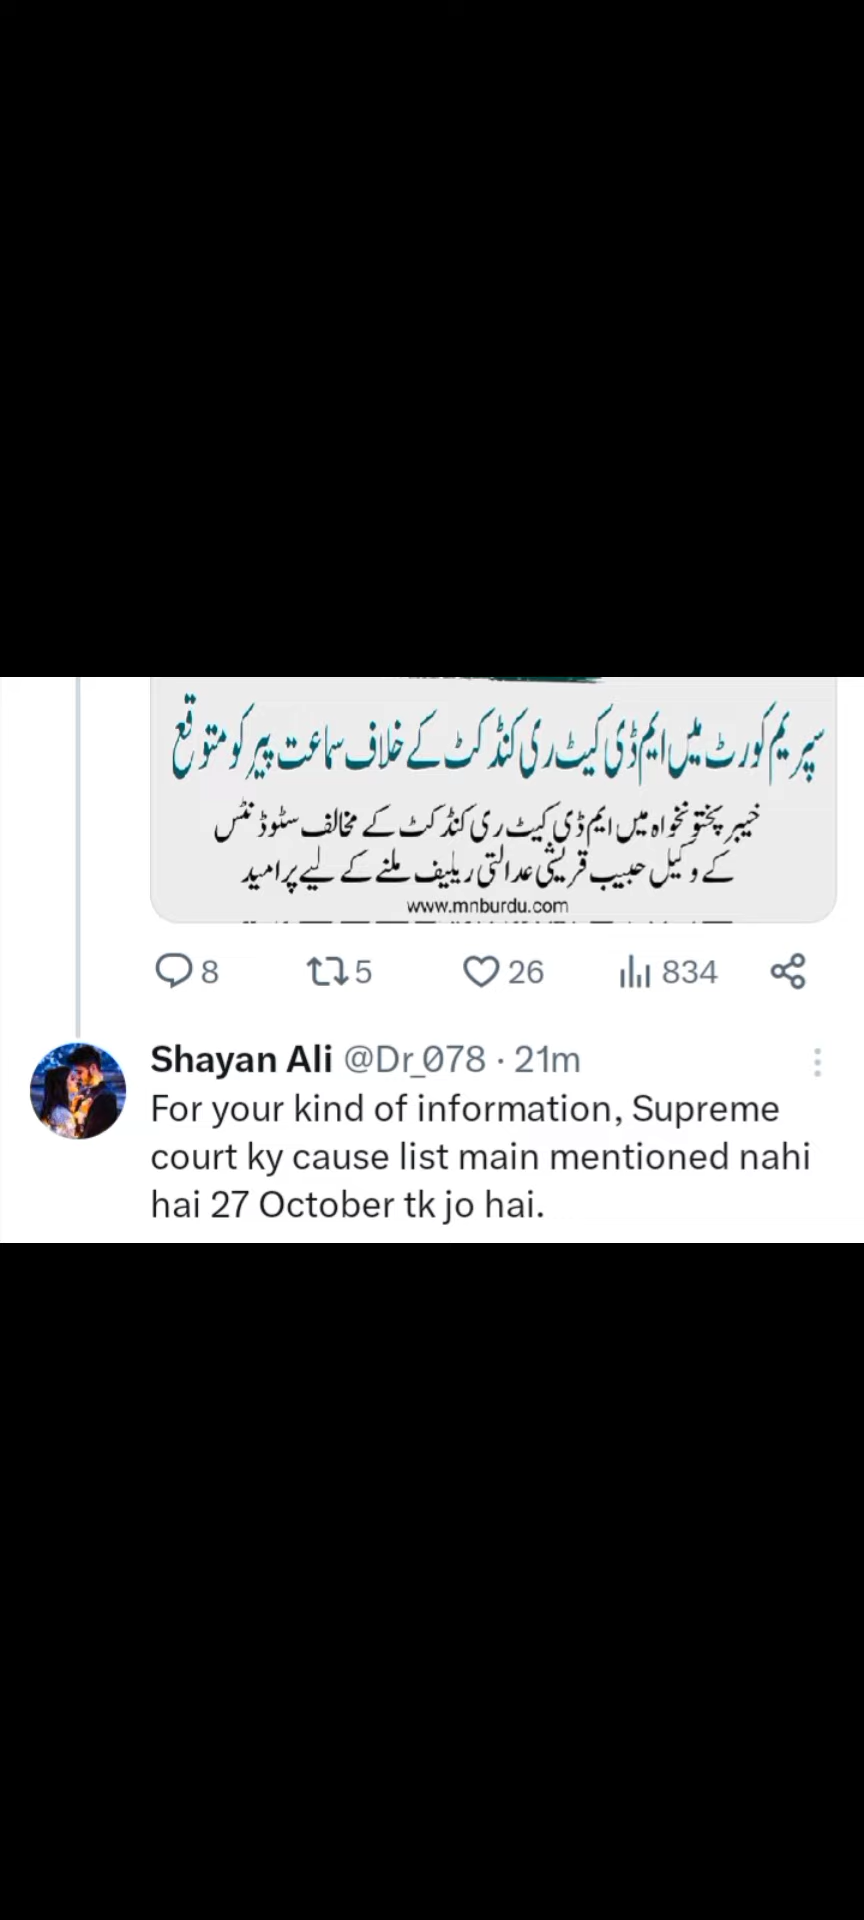 سپریم کورٹ میں ایم ڈی کیٹ ری کنڈکٹ کے خلاف سماعت پیر کو متوقع
خیبر پختونخواہ میں ایم ڈی کیٹ ری کنڈکٹ کے مخالف سٹوڈنٹس
کے وکیل حبیب قریشی عدالتی ریلیف ملنے کے لیے پرامید
www.mnburdu.com
8 5 26 834
Shayan Ali @Dr_078 · 21m
For your kind of information, Supreme
court ky cause list main mentioned nahi
hai 27 October tk jo hai.